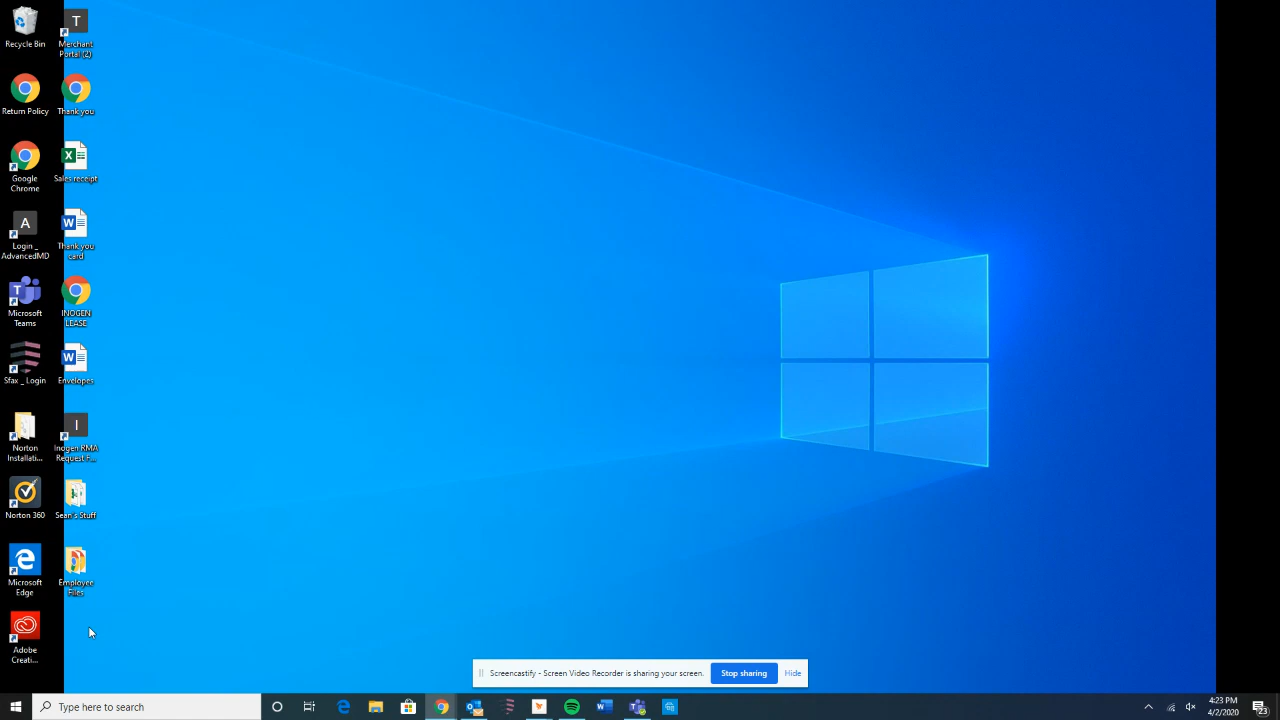 Recycle Bin
T
Merchant
Portal (2)
Return Policy
Thank you
Google
Chrome
X
Sales receipt
A
Login _
AdvancedMD
W
Thank you
card
Microsoft
Teams
INOGEN
LEASE
Sfax _ Login
W
Envelopes
Norton
Installati...
I
Inogen RMA
Request F...
Norton 360
Sean's Stuff
Microsoft
Edge
Employee
Files
Adobe
Creati...
Screencastify - Screen Video Recorder is sharing your screen.
Stop sharing
Hide
Type here to search
4:23 PM
4/2/2020
23